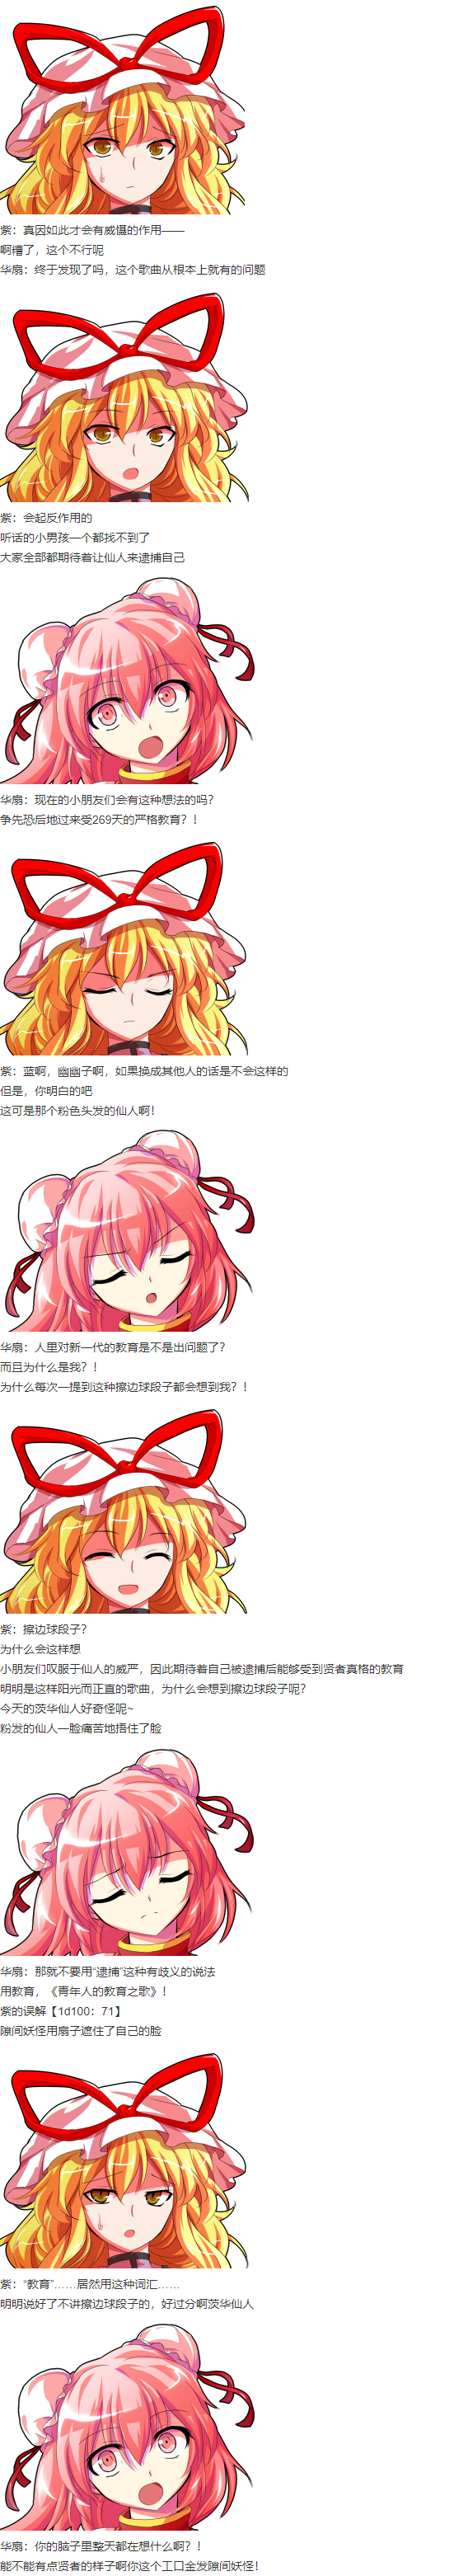 紫：真因如此才会有威慑的作用——
啊糟了，这个不行呢
华扇：终于发现了吗，这个歌曲从根本上就有的问题
紫：会起反作用的
听话的小男孩一个都找不到了
大家全部都期待着让仙人来逮捕自己
华扇：现在的小朋友们会有这种想法的吗？
争先恐后地过来受269天的严格教育？！
紫：蓝啊，幽幽子啊，如果换成其他人的话是不会这样的
但是，你明白的吧
这可是那个粉色头发的仙人啊！
华扇：人里对新一代的教育是不是出问题了？
而且为什么是我？！
为什么每次一提到这种擦边球段子都会想到我？！
紫：擦边球段子？
为什么会这样想
小朋友们叹服于仙人的威严，因此期待着自己被逮捕后能够受到贤者真格的教育
明明是这样阳光而正直的歌曲，为什么会想到擦边球段子呢？
今天的茨华仙人好奇怪呢~
粉发的仙人一脸痛苦地捂住了脸
华扇：那就不要用“逮捕”这种有歧义的说法
用教育，《青年人的教育之歌》！
紫的误解【1d100：71】
隙间妖怪用扇子遮住了自己的脸
紫：“教育”……居然用这种词汇……
明明说好了不讲擦边球段子的，好过分啊茨华仙人
华扇：你的脑子里整天都在想什么啊？！
能不能有点贤者的样子啊你这个工口金发隙间妖怪！